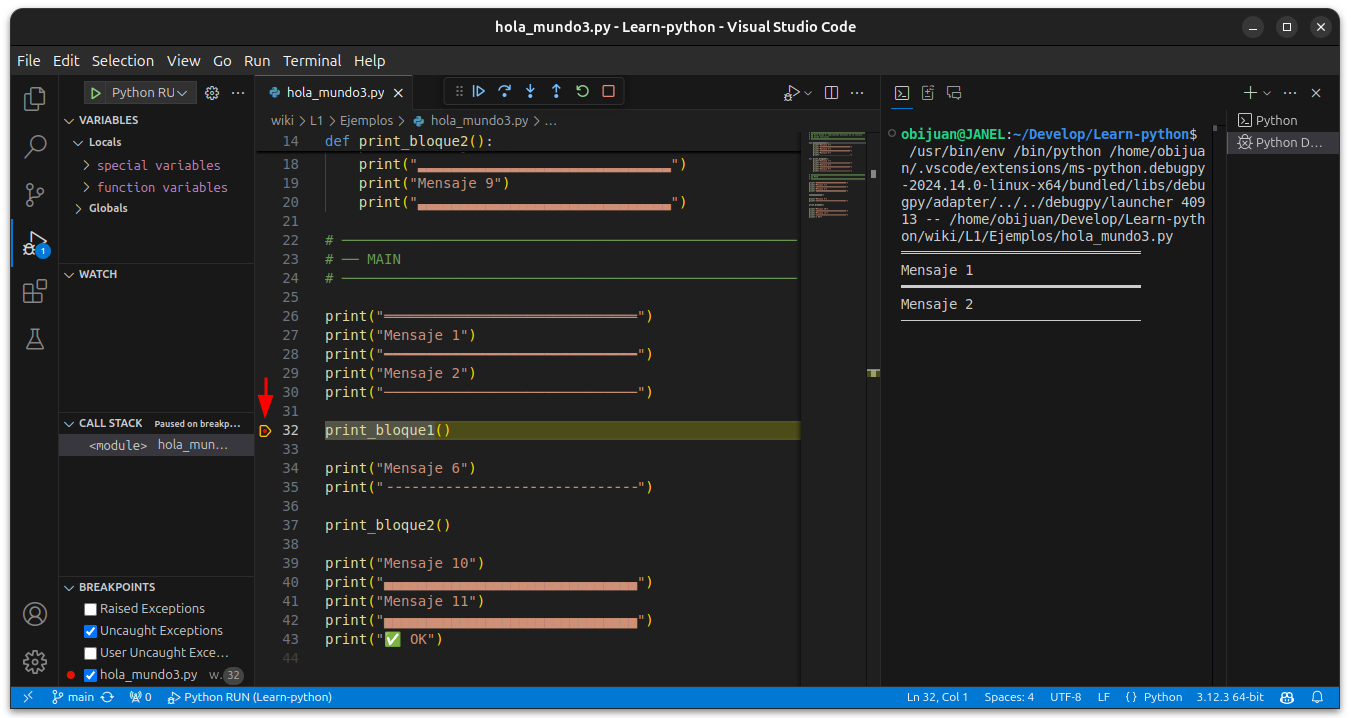 hola_mundo3.py - Learn-python - Visual Studio Code
File Edit Selection View Go Run Terminal Help
Python RU
hola_mundo3.py
VARIABLES
Locals
special variables
function variables
Globals
WATCH
CALL STACK Paused on breakp...
<module> hola_mun...
BREAKPOINTS
Raised Exceptions
Uncaught Exceptions
User Uncaught Exce...
hola_mundo3.py w. 32
1
wiki > L1 > Ejemplos > hola_mundo3.py > ...
14 def print_bloque2():
18 print("▄▄▄▄▄▄▄▄▄▄▄▄▄▄▄▄▄▄▄▄▄▄▄▄▄▄▄▄▄▄")
19 print("Mensaje 9")
20 print("▄▄▄▄▄▄▄▄▄▄▄▄▄▄▄▄▄▄▄▄▄▄▄▄▄▄▄▄▄▄")
21
22 # ──────────────────────────────
23 # ── MAIN
24 # ──────────────────────────────
25
26 print("══════════════════════════════")
27 print("Mensaje 1")
28 print("━━━━━━━━━━━━━━━━━━━━━━━━━━━━━━")
29 print("Mensaje 2")
30 print("──────────────────────────────")
31
32 print_bloque1()
33
34 print("Mensaje 6")
35 print("------------------------------")
36
37 print_bloque2()
38
39 print("Mensaje 10")
40 print("▄▄▄▄▄▄▄▄▄▄▄▄▄▄▄▄▄▄▄▄▄▄▄▄▄▄▄▄▄▄")
41 print("Mensaje 11")
42 print("▄▄▄▄▄▄▄▄▄▄▄▄▄▄▄▄▄▄▄▄▄▄▄▄▄▄▄▄▄▄")
43 print("✅ OK")
44
obijuan@JANEL:~/Develop/Learn-python$
/usr/bin/env /bin/python /home/obijua
n/.vscode/extensions/ms-python.debugpy
-2024.14.0-linux-x64/bundled/libs/debu
gpy/adapter/../../debugpy/launcher 409
13 -- /home/obijuan/Develop/Learn-pyth
on/wiki/L1/Ejemplos/hola_mundo3.py
══════════════════════════════
Mensaje 1
━━━━━━━━━━━━━━━━━━━━━━━━━━━━━━
Mensaje 2
──────────────────────────────
Python
Python D...
main 0 Python RUN (Learn-python) Ln 32, Col 1 Spaces: 4 UTF-8 LF {} Python 3.12.3 64-bit